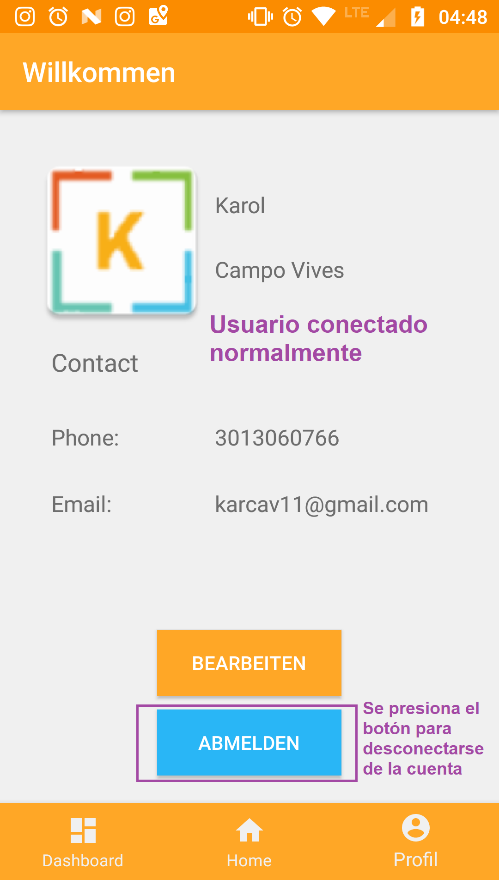 LTE 04:48
Willkommen
K
Karol
Campo Vives
Usuario conectado
normalmente
Contact
Phone: 3013060766
Email: karcav11@gmail.com
BEARBEITEN
ABMELDEN
Se presiona el
botón para
desconectarse
de la cuenta
Dashboard Home Profil